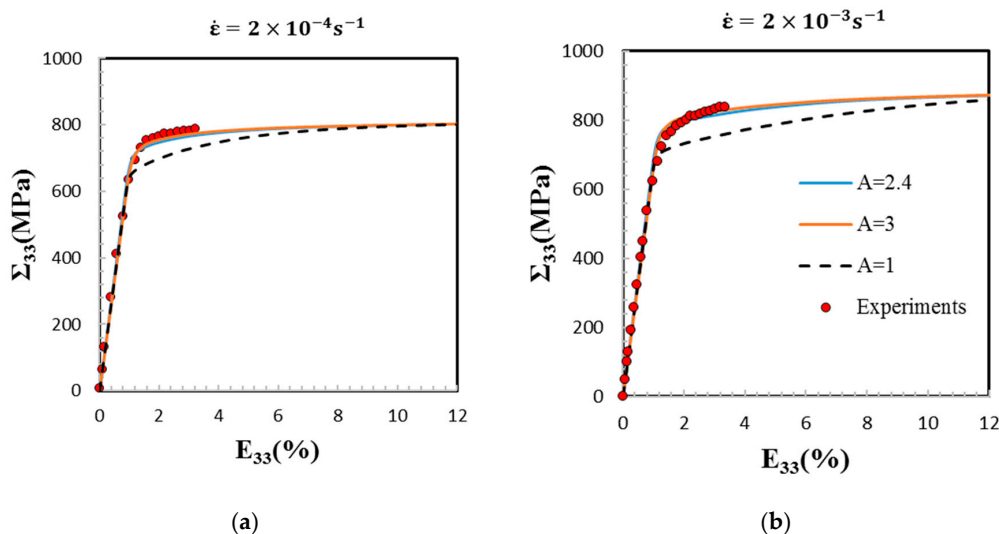 ε̇ = 2 × 10⁻⁴s⁻¹
1000
800
600
400
200
0
0 2 4 6 8 10 12
Σ₃₃(MPa)
E₃₃(%)
(a)
ε̇ = 2 × 10⁻³s⁻¹
1000
800
600
400
200
0
0 2 4 6 8 10 12
Σ₃₃(MPa)
E₃₃(%)
A=2.4
A=3
A=1
Experiments
(b)